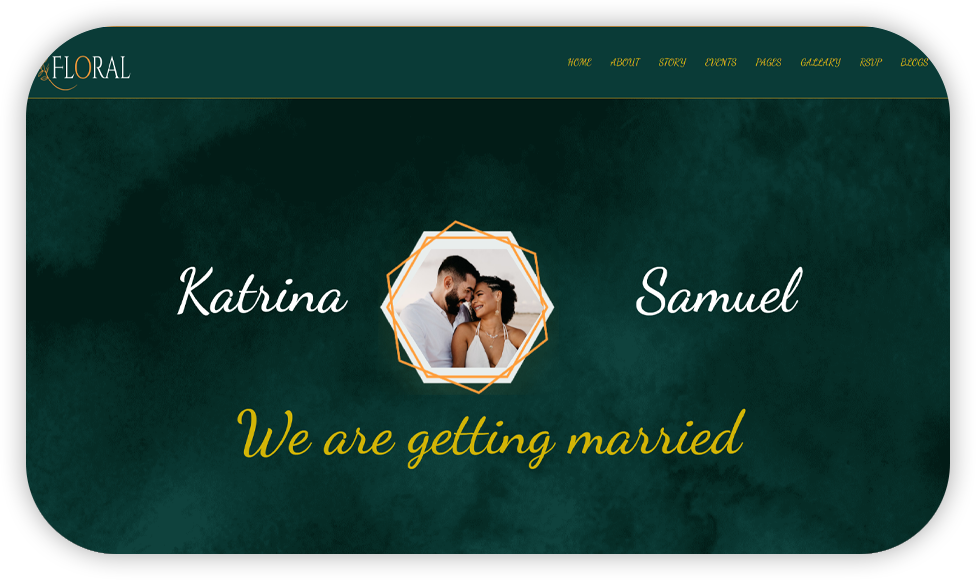 FLORAL
HOME ABOUT STORY EVENTS PAGES GALLARY RSVP BLOGS
Katrina Samuel
We are getting married